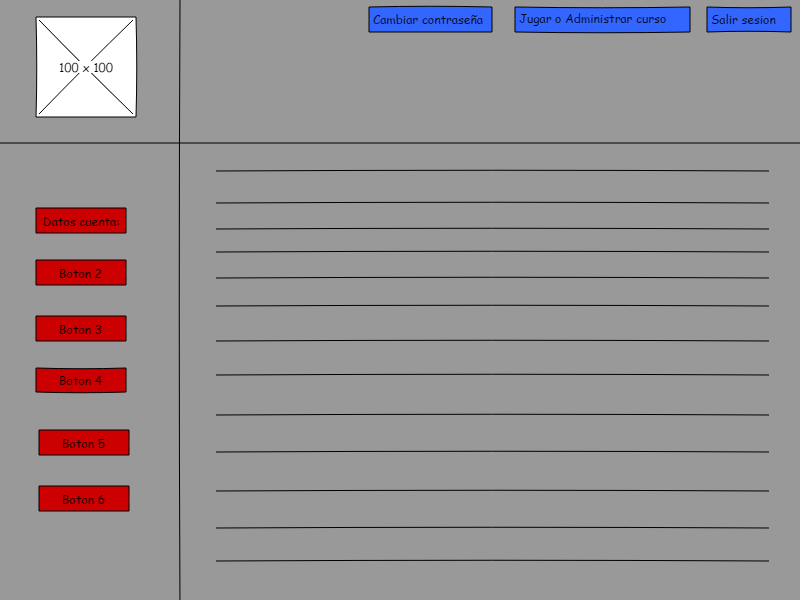 Cambiar contraseña
Jugar o Administrar curso
Salir sesion
100 x 100
Datos cuenta:
Boton 2
Boton 3
Boton 4
Boton 5
Boton 6